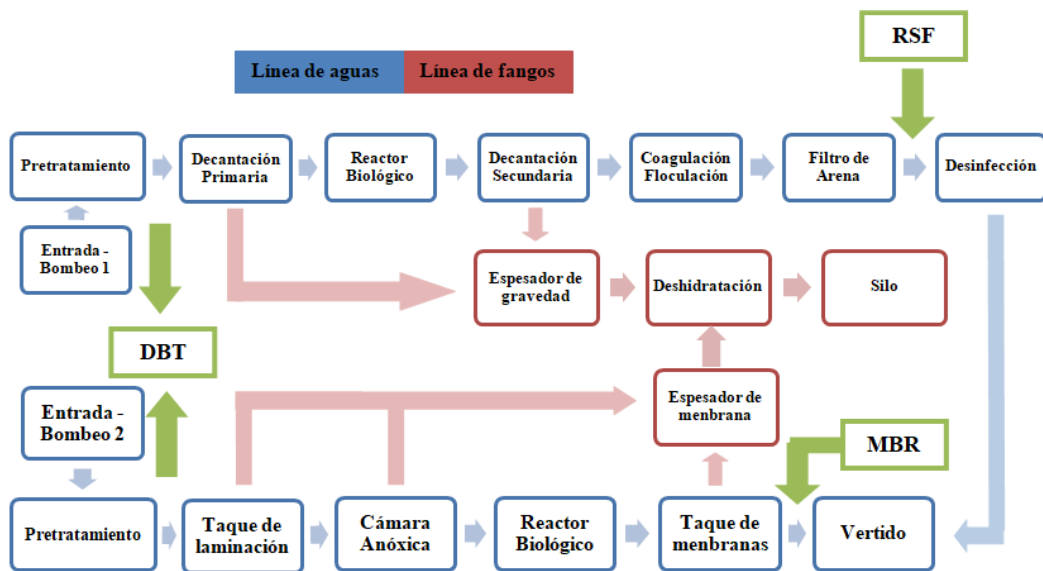 RSF
Línea de aguas
Línea de fangos
Pretratamiento
Decantación
Primaria
Reactor
Biológico
Decantación
Secundaria
Coagulación
Floculación
Filtro de
Arena
Desinfección
Entrada -
Bombeo 1
Espesador de
gravedad
Deshidratación
Silo
DBT
Entrada -
Bombeo 2
Espesador de
menbrana
MBR
Pretratamiento
Taque de
laminación
Cámara
Anóxica
Reactor
Biológico
Taque de
menbranas
Vertido